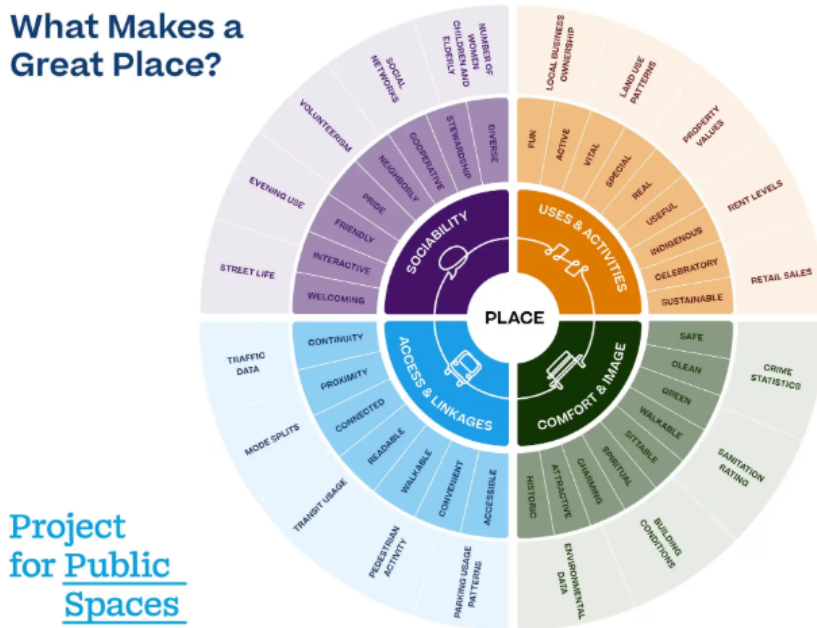 What Makes a
Great Place?
NUMBER OF
WOMEN
CHILDREN AND
ELDERLY
SOCIAL
NETWORKS
VOLUNTEERISM
EVENING USE
STREET LIFE
LOCAL BUSINESS
OWNERSHIP
LAND USE
PATTERNS
PROPERTY
VALUES
RENT LEVELS
RETAIL SALES
DIVERSE
STEWARDSHIP
COOPERATIVE
NEIGHBORLY
PRIDE
FRIENDLY
INTERACTIVE
WELCOMING
FUN
ACTIVE
VITAL
SPECIAL
REAL
USEFUL
INDIGENOUS
CELEBRATORY
SUSTAINABLE
SOCIABILITY
USES & ACTIVITIES
PLACE
ACCESS & LINKAGES
COMFORT & IMAGE
CONTINUITY
PROXIMITY
CONNECTED
READABLE
WALKABLE
CONVENIENT
ACCESSIBLE
SAFE
CLEAN
GREEN
WALKABLE
SITTABLE
SPIRITUAL
CHARMING
ATTRACTIVE
HISTORIC
TRAFFIC
DATA
MODE SPLITS
TRANSIT USAGE
PEDESTRIAN
ACTIVITY
PARKING USAGE
PATTERNS
CRIME
STATISTICS
SANITATION
RATING
BUILDING
CONDITIONS
ENVIRONMENTAL
DATA
Project
for Public
Spaces